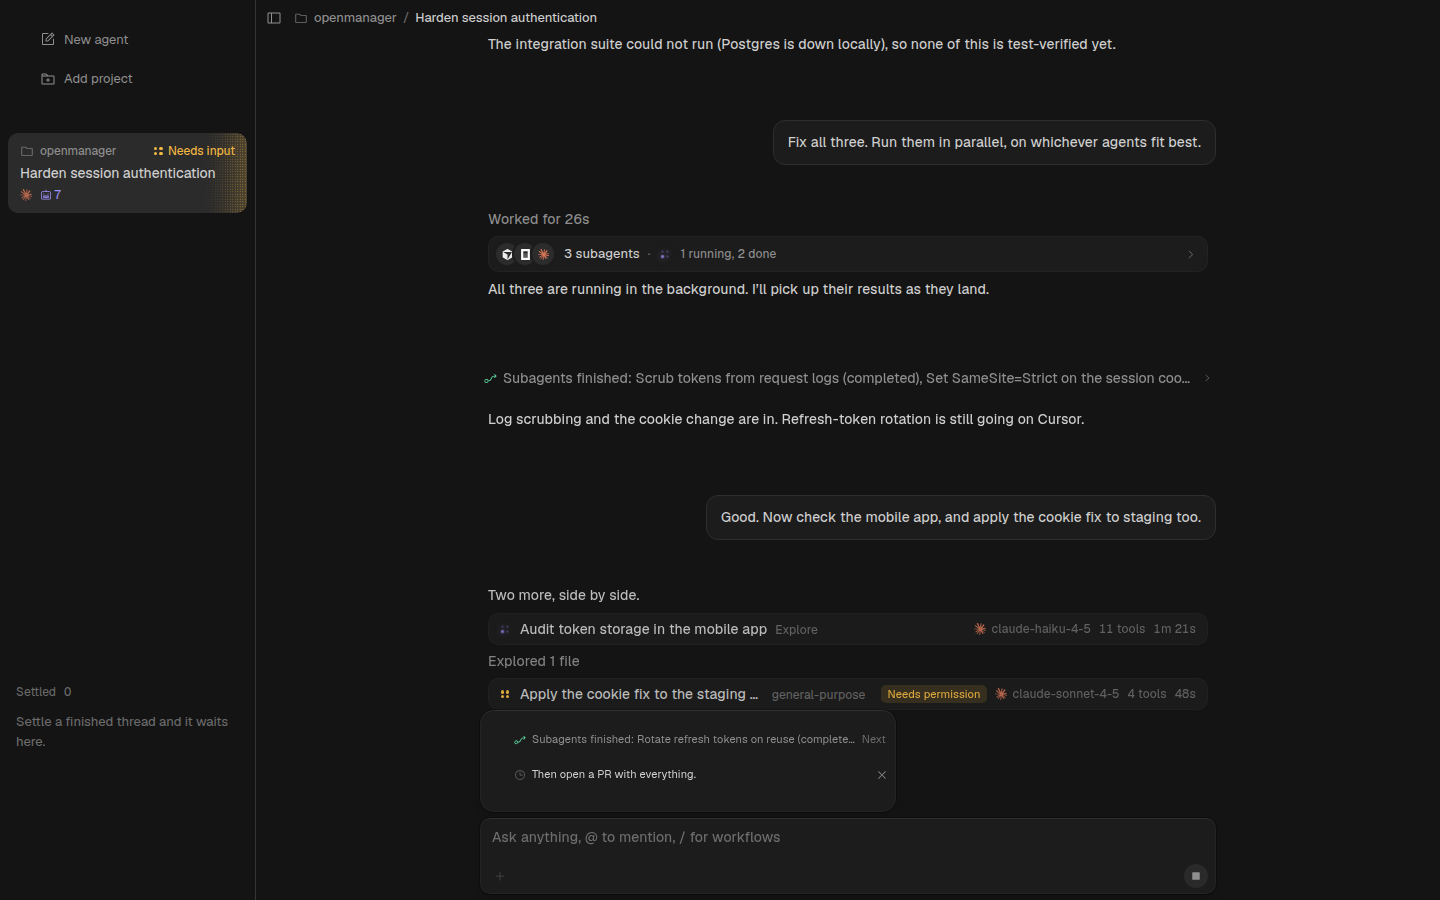 openmanager / Harden session authentication
New agent
Add project
openmanager Needs input
Harden session authentication
7
Settled 0
Settle a finished thread and it waits
here.
The integration suite could not run (Postgres is down locally), so none of this is test-verified yet.
Fix all three. Run them in parallel, on whichever agents fit best.
Worked for 26s
3 subagents · 1 running, 2 done
All three are running in the background. I’ll pick up their results as they land.
Subagents finished: Scrub tokens from request logs (completed), Set SameSite=Strict on the session coo...
Log scrubbing and the cookie change are in. Refresh-token rotation is still going on Cursor.
Good. Now check the mobile app, and apply the cookie fix to staging too.
Two more, side by side.
Audit token storage in the mobile app Explore claude-haiku-4-5 11 tools 1m 21s
Explored 1 file
Apply the cookie fix to the staging ... general-purpose Needs permission claude-sonnet-4-5 4 tools 48s
Subagents finished: Rotate refresh tokens on reuse (complete... Next
Then open a PR with everything.
Ask anything, @ to mention, / for workflows